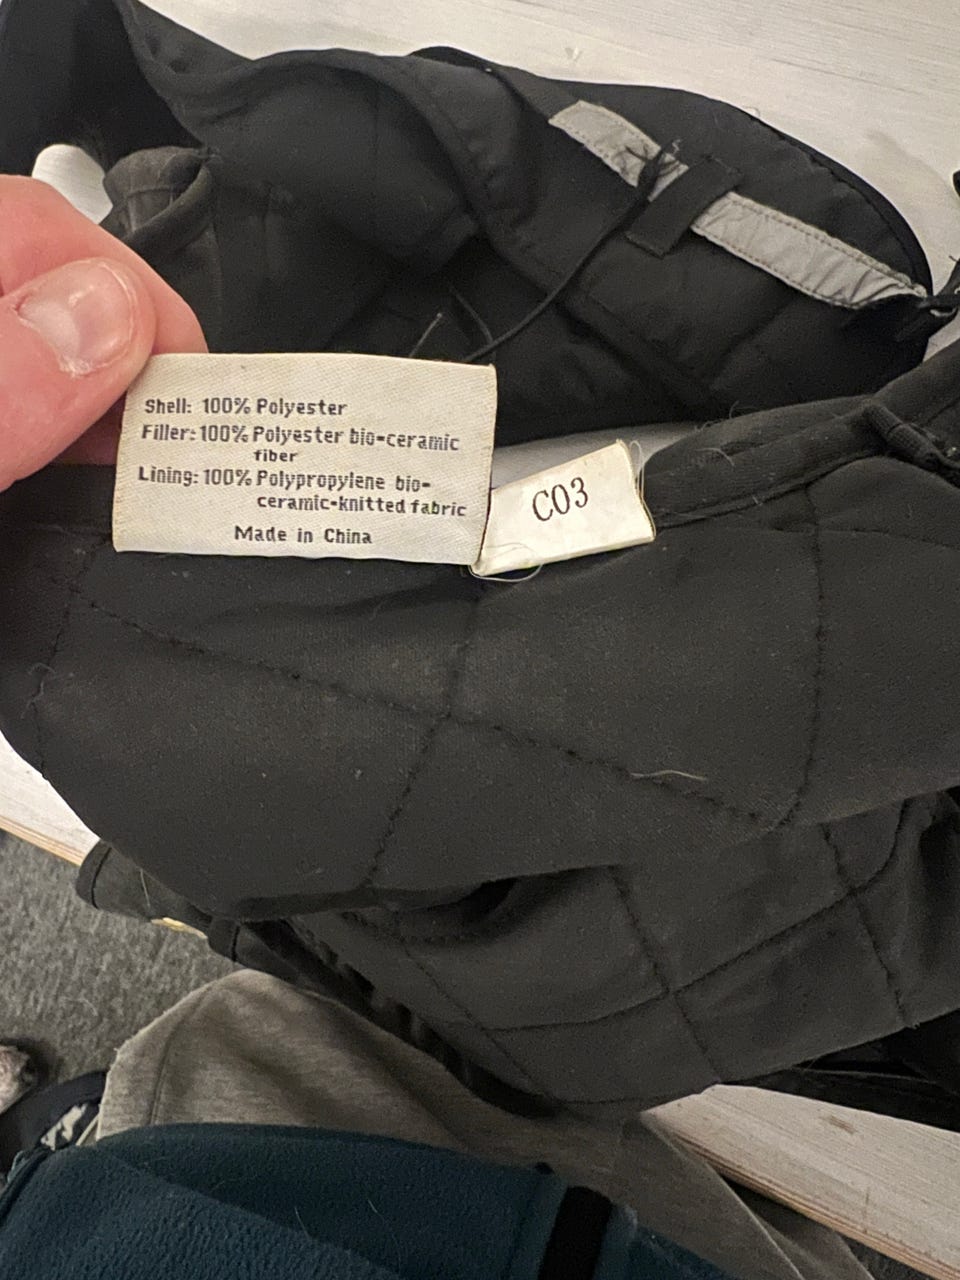 Shell: 100% Polyester
Filler: 100% Polyester bio-ceramic
fiber
Lining: 100% Polypropylene bio-
ceramic-knitted fabric
Made in China
C03